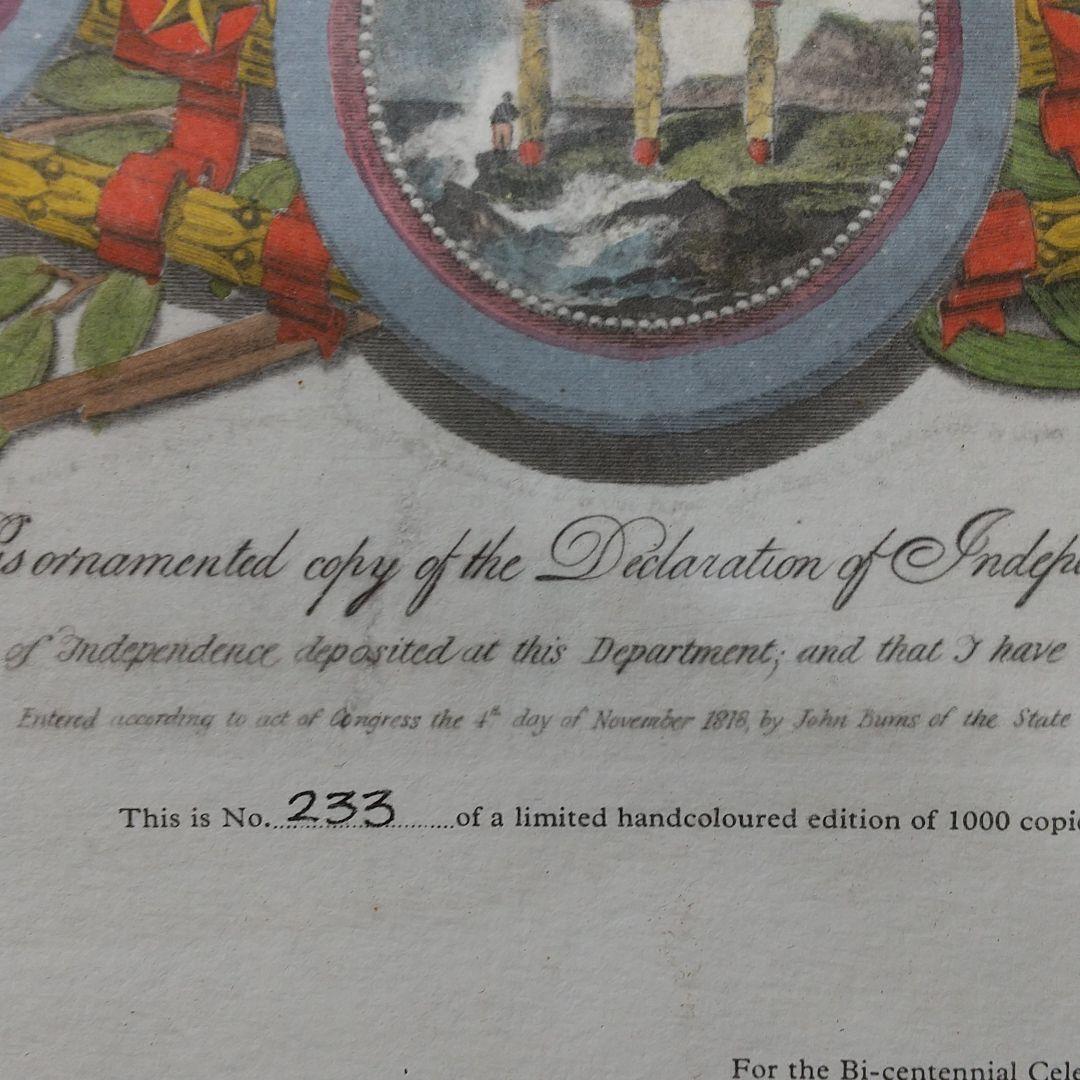 is ornamented copy of the Declaration of Indepe
of Independence deposited at this Department; and that I have
Entered according to act of Congress the 4th day of November 1818, by John Burns of the State
This is No. 233 of a limited handcoloured edition of 1000 copie
For the Bi-centennial Cele